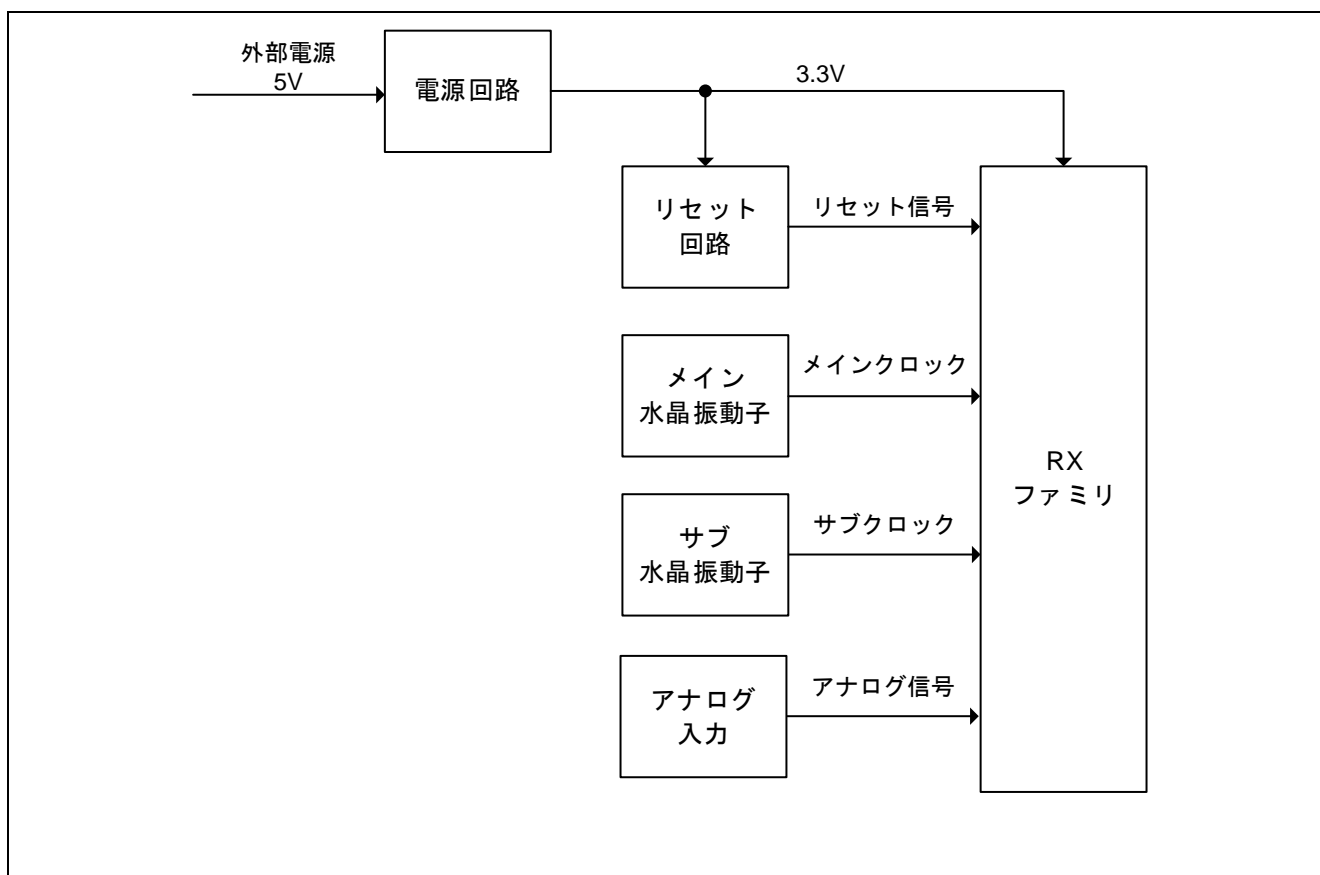 外部電源
5V
電源回路
3.3V
リセット
回路
リセット信号
メイン
水晶振動子
メインクロック
RX
ファミリ
サブ
水晶振動子
サブクロック
アナログ
入力
アナログ信号